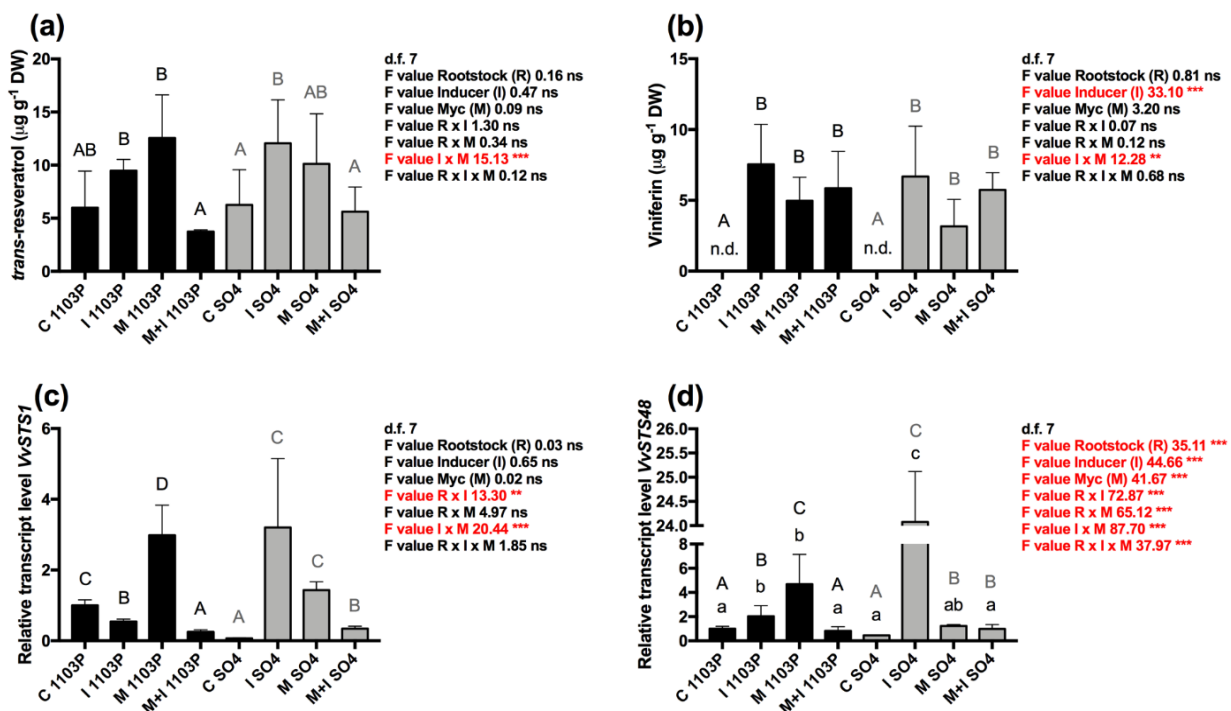 (a)
trans-resveratrol (µg g⁻¹ DW)
20
15
10
5
0
AB
B
B
A
A
B
AB
A
C 1103P
I 1103P
M 1103P
M+I 1103P
C SO4
I SO4
M SO4
M+I SO4
d.f. 7
F value Rootstock (R) 0.16 ns
F value Inducer (I) 0.47 ns
F value Myc (M) 0.09 ns
F value R x I 1.30 ns
F value R x M 0.34 ns
F value I x M 15.13 ***
F value R x I x M 0.12 ns
(b)
Viniferin (µg g⁻¹ DW)
15
10
5
0
A
n.d.
B
B
B
A
n.d.
B
B
B
C 1103P
I 1103P
M 1103P
M+I 1103P
C SO4
I SO4
M SO4
M+I SO4
d.f. 7
F value Rootstock (R) 0.81 ns
F value Inducer (I) 33.10 ***
F value Myc (M) 3.20 ns
F value R x I 0.07 ns
F value R x M 0.12 ns
F value I x M 12.28 **
F value R x I x M 0.68 ns
(c)
Relative transcript level VvSTS1
6
4
2
0
C
B
D
A
A
C
C
B
C 1103P
I 1103P
M 1103P
M+I 1103P
C SO4
I SO4
M SO4
M+I SO4
d.f. 7
F value Rootstock (R) 0.03 ns
F value Inducer (I) 0.65 ns
F value Myc (M) 0.02 ns
F value R x I 13.30 **
F value R x M 4.97 ns
F value I x M 20.44 ***
F value R x I x M 1.85 ns
(d)
Relative transcript level VvSTS48
26.0
25.5
25.0
24.5
24.0
8
6
4
2
0
A
a
B
b
C
b
A
a
A
a
C
c
B
ab
B
a
C 1103P
I 1103P
M 1103P
M+I 1103P
C SO4
I SO4
M SO4
M+I SO4
d.f. 7
F value Rootstock (R) 35.11 ***
F value Inducer (I) 44.66 ***
F value Myc (M) 41.67 ***
F value R x I 72.87 ***
F value R x M 65.12 ***
F value I x M 87.70 ***
F value R x I x M 37.97 ***